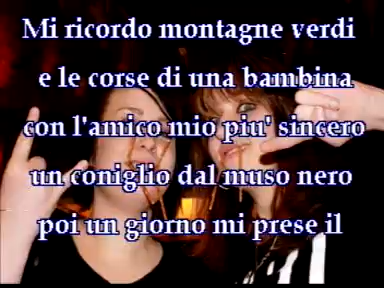 Mi ricordo montagne verdi
e le corse di una bambina
con l'amico mio piu' sincero
un coniglio dal muso nero
poi un giorno mi prese il